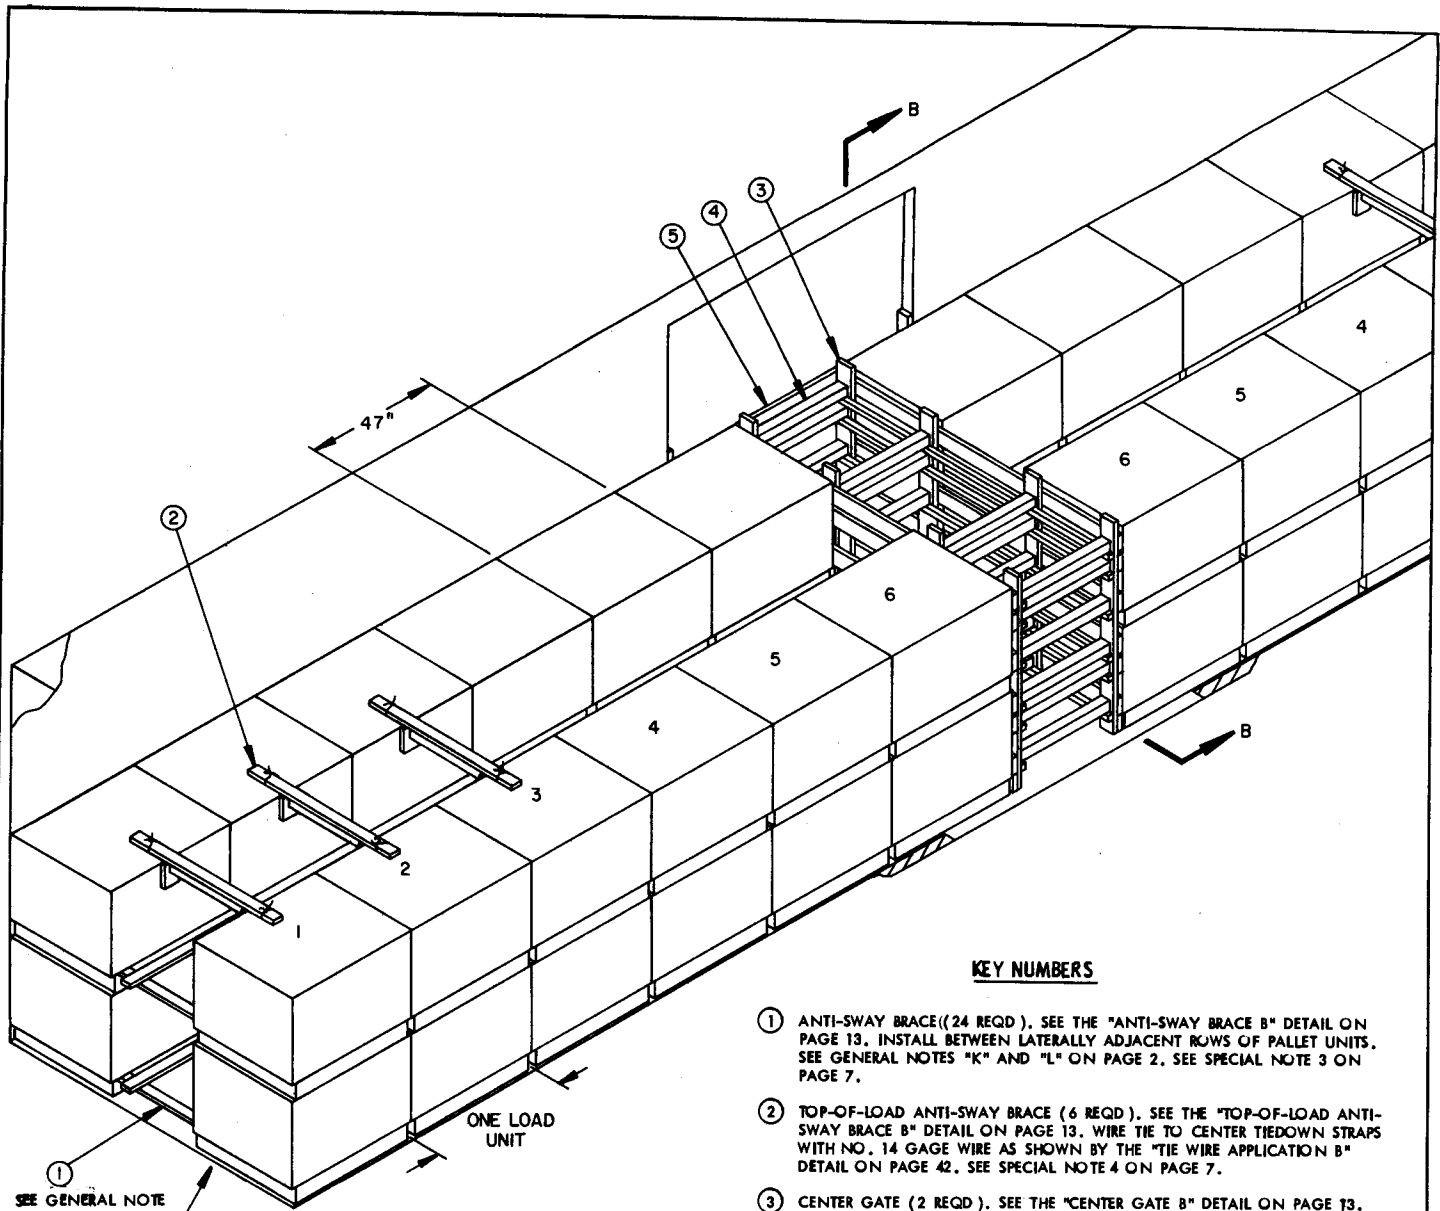 B
3
4
5
47"
2
4
5
6
6
5
4
3
2
1
B
ONE LOAD
UNIT
1
SEE GENERAL NOTE
KEY NUMBERS
1 ANTI-SWAY BRACE((24 REQD). SEE THE "ANTI-SWAY BRACE B" DETAIL ON
PAGE 13. INSTALL BETWEEN LATERALLY ADJACENT ROWS OF PALLET UNITS.
SEE GENERAL NOTES "K" AND "L" ON PAGE 2. SEE SPECIAL NOTE 3 ON
PAGE 7.
2 TOP-OF-LOAD ANTI-SWAY BRACE (6 REQD). SEE THE "TOP-OF-LOAD ANTI-
SWAY BRACE B" DETAIL ON PAGE 13. WIRE TIE TO CENTER TIEDOWN STRAPS
WITH NO. 14 GAGE WIRE AS SHOWN BY THE "TIE WIRE APPLICATION B"
DETAIL ON PAGE 42. SEE SPECIAL NOTE 4 ON PAGE 7.
3 CENTER GATE (2 REQD). SEE THE "CENTER GATE B" DETAIL ON PAGE 13.